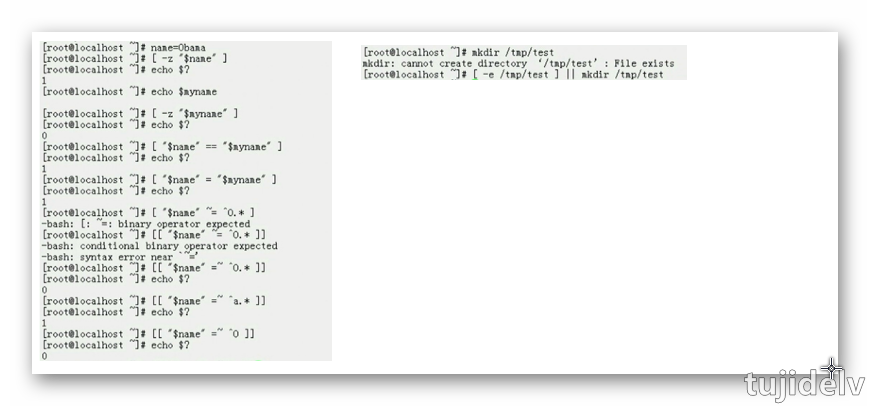 [root@localhost ~]# name=Obama
[root@localhost ~]# [ -z "$name" ]
[root@localhost ~]# echo $?
1
[root@localhost ~]# echo $myname
[root@localhost ~]# [ -z "$myname" ]
[root@localhost ~]# echo $?
0
[root@localhost ~]# [ "$name" == "$myname" ]
[root@localhost ~]# echo $?
1
[root@localhost ~]# [ "$name" = "$myname" ]
[root@localhost ~]# echo $?
1
[root@localhost ~]# [ "$name" ~= ^O.* ]
-bash: [: ~=: binary operator expected
[root@localhost ~]# [[ "$name" ~= ^O.* ]]
-bash: conditional binary operator expected
-bash: syntax error near `~='
[root@localhost ~]# [[ "$name" =~ ^O.* ]]
[root@localhost ~]# echo $?
0
[root@localhost ~]# [[ "$name" =~ ^a.* ]]
[root@localhost ~]# echo $?
1
[root@localhost ~]# [[ "$name" =~ ^O ]]
[root@localhost ~]# echo $?
0
[root@localhost ~]# mkdir /tmp/test
mkdir: cannot create directory ‘/tmp/test’: File exists
[root@localhost ~]# [ -e /tmp/test ] || mkdir /tmp/test
tujidelv